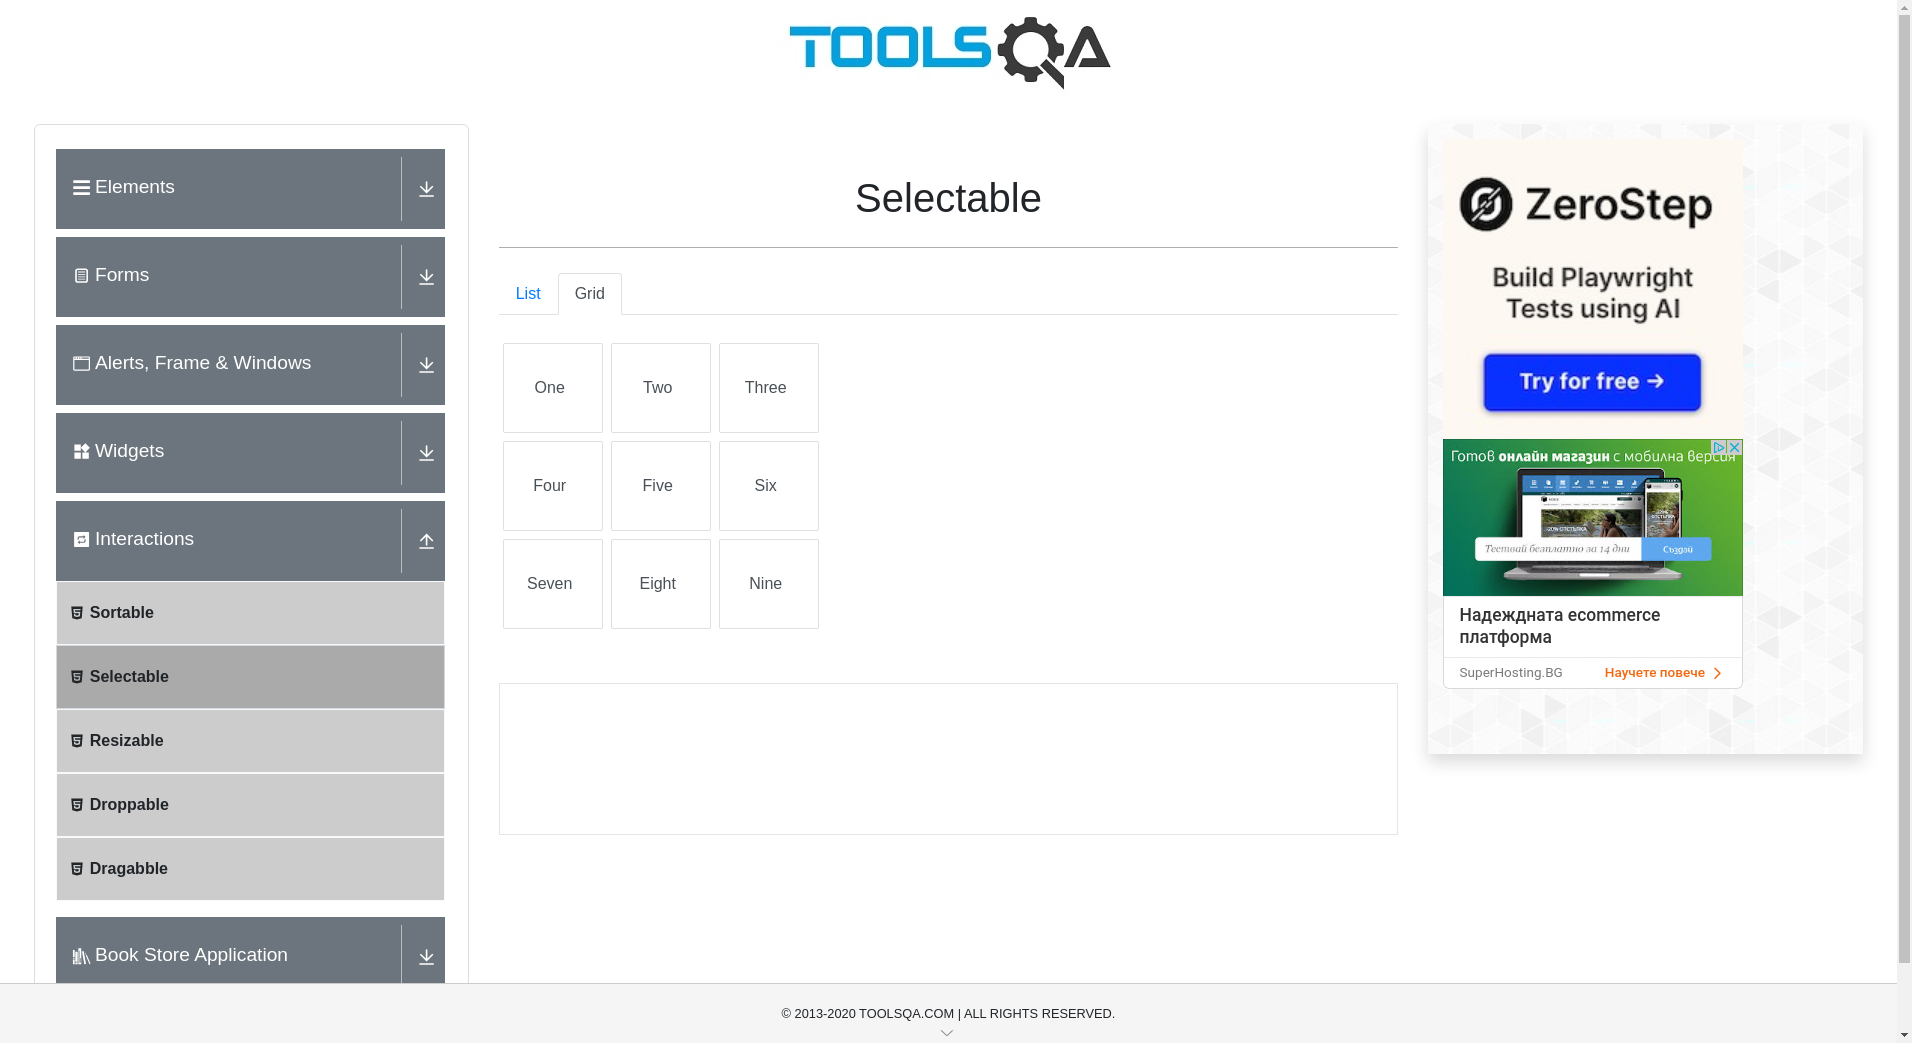 TOOLSQA
Elements
Forms
Alerts, Frame & Windows
Widgets
Interactions
Sortable
Selectable
Resizable
Droppable
Dragabble
Book Store Application
Selectable
List
Grid
One
Two
Three
Four
Five
Six
Seven
Eight
Nine
ZeroStep
Build Playwright
Tests using AI
Try for free →
Готов онлайн магазин с мобилна версия
Тествай безплатно за 14 дни
Създай
Надеждната ecommerce
платформа
SuperHosting.BG
Научете повече
© 2013-2020 TOOLSQA.COM | ALL RIGHTS RESERVED.